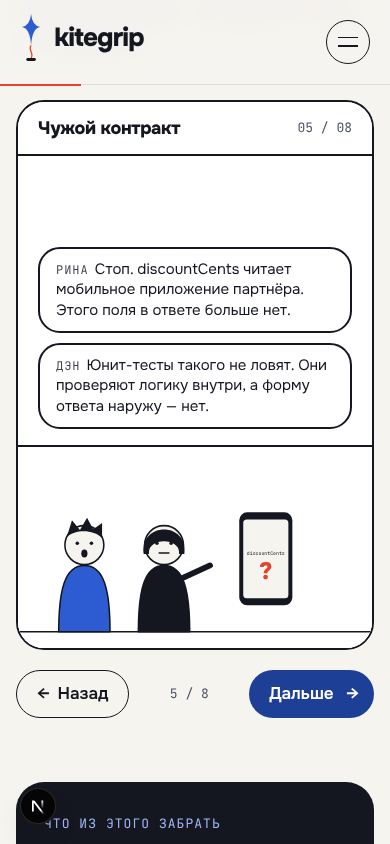 kitegrip
Чужой контракт 05 / 08
РИНА Стоп. discountCents читает
мобильное приложение партнёра.
Этого поля в ответе больше нет.
ДЭН Юнит-тесты такого не ловят. Они
проверяют логику внутри, а форму
ответа наружу — нет.
discountCents
?
← Назад 5 / 8 Дальше →
N
ЧТО ИЗ ЭТОГО ЗАБРАТЬ